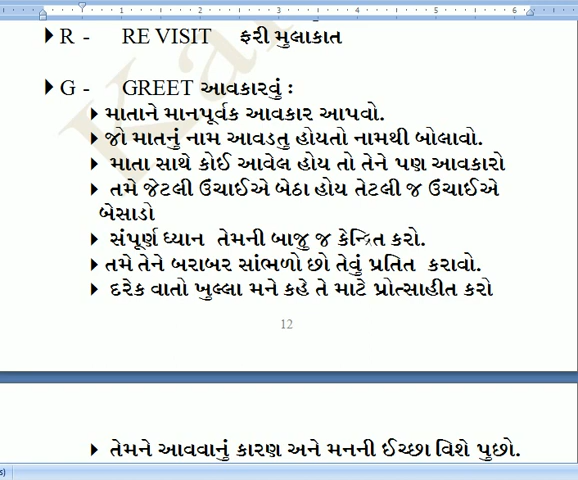 R - RE VISIT ફરી મુલાકાત
G - GREET આવકારવું :
માતાને માનપૂર્વક આવકાર આપવો.
જો માતનું નામ આવડતુ હોયતો નામથી બોલાવો.
માતા સાથે કોઈ આવેલ હોય તો તેને પણ આવકારો
તમે જેટલી ઉંચાઈએ બેઠા હોય તેટલી જ ઉંચાઈએ
બેસાડો
સંપૂર્ણ ધ્યાન તેમની બાજુ જ કેન્દ્રિત કરો.
તમે તેને બરાબર સાંભળો છો તેવું પ્રતિત કરાવો.
દરેક વાતો ખુલ્લા મને કહે તે માટે પ્રોત્સાહીત કરો
12
તેમને આવવાનું કારણ અને મનની ઈચ્છા વિશે પુછો.